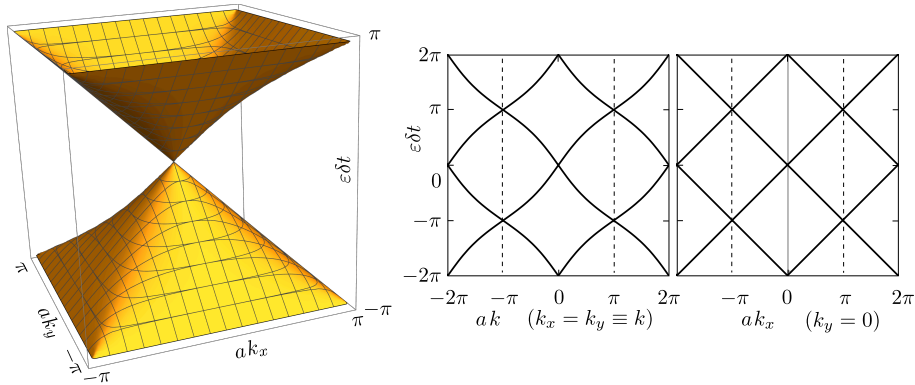 π
εδt
π
ak_y
−π
−π
ak_x
π
−π
2π
π
εδt
0
−π
−2π
−2π −π 0 π 2π
ak (k_x = k_y ≡ k)
−π 0 π 2π
ak_x (k_y = 0)